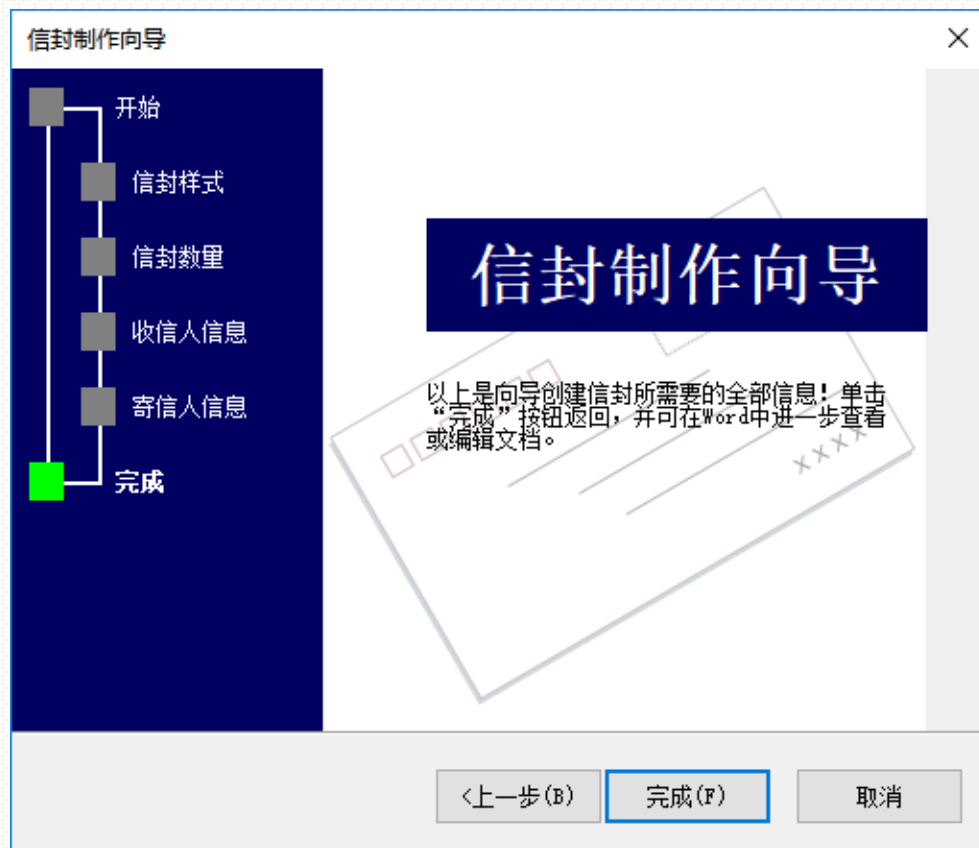 信封制作向导
开始
信封样式
信封数量
收信人信息
寄信人信息
完成
信封制作向导
以上是向导创建信封所需要的全部信息！单击
“完成”按钮返回，并可在Word中进一步查看
或编辑文档。
XXXX
<上一步(B)
完成(F)
取消